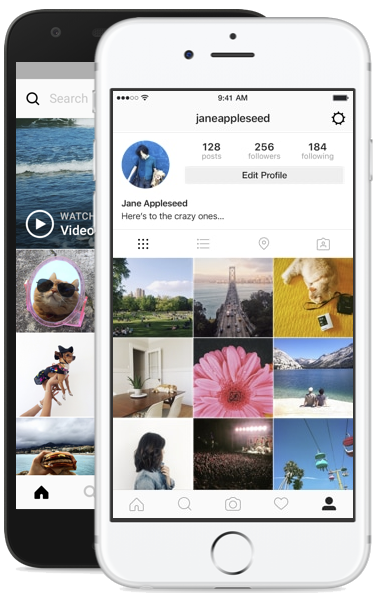 Search
WATCH
Video
9:41 AM
janeappleseed
128
posts
256
followers
184
following
Edit Profile
Jane Appleseed
Here's to the crazy ones...